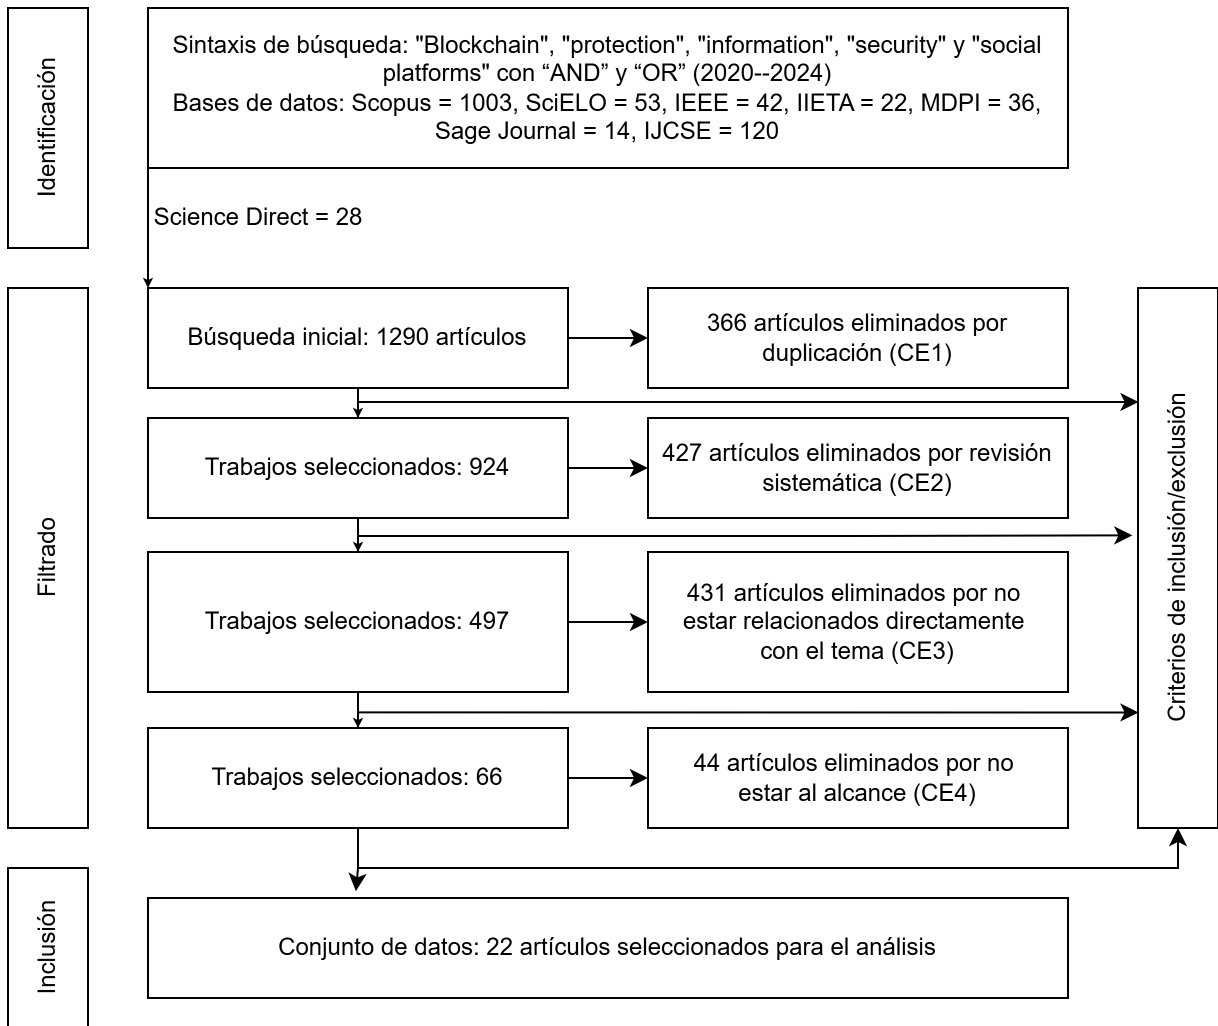 Identificación
Sintaxis de búsqueda: "Blockchain", "protection", "information", "security" y "social
platforms" con “AND” y “OR” (2020--2024)
Bases de datos: Scopus = 1003, SciELO = 53, IEEE = 42, IIETA = 22, MDPI = 36,
Sage Journal = 14, IJCSE = 120
Science Direct = 28
Filtrado
Búsqueda inicial: 1290 artículos
366 artículos eliminados por
duplicación (CE1)
Trabajos seleccionados: 924
427 artículos eliminados por revisión
sistemática (CE2)
Trabajos seleccionados: 497
431 artículos eliminados por no
estar relacionados directamente
con el tema (CE3)
Trabajos seleccionados: 66
44 artículos eliminados por no
estar al alcance (CE4)
Criterios de inclusión/exclusión
Inclusión
Conjunto de datos: 22 artículos seleccionados para el análisis